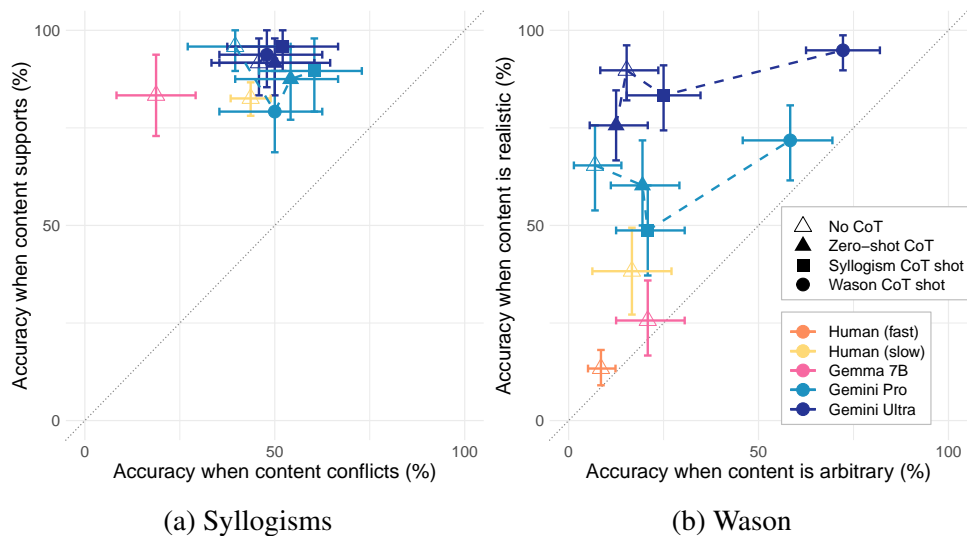 Accuracy when content supports (%)
100
50
0
0
50
100
Accuracy when content conflicts (%)
(a) Syllogisms
Accuracy when content is realistic (%)
100
50
0
0
50
100
Accuracy when content is arbitrary (%)
No CoT
Zero−shot CoT
Syllogism CoT shot
Wason CoT shot
Human (fast)
Human (slow)
Gemma 7B
Gemini Pro
Gemini Ultra
(b) Wason